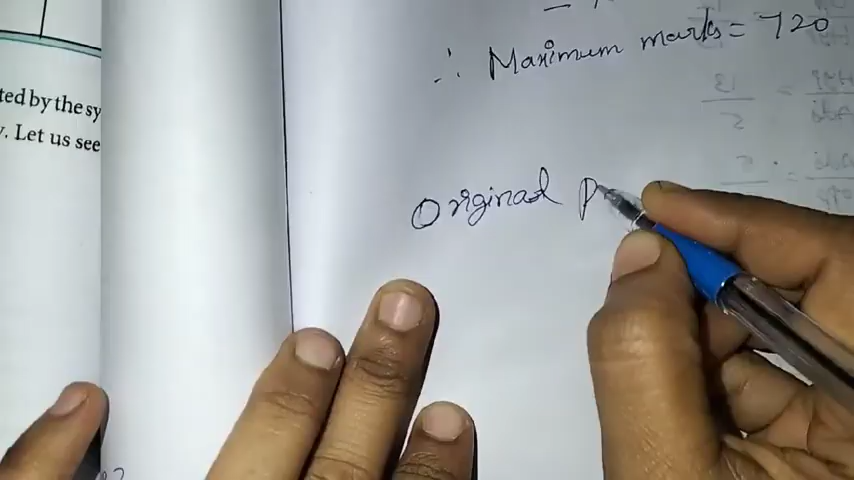 ted by the sy
y. Let us see
∴ Maximum marks = 720
Original P